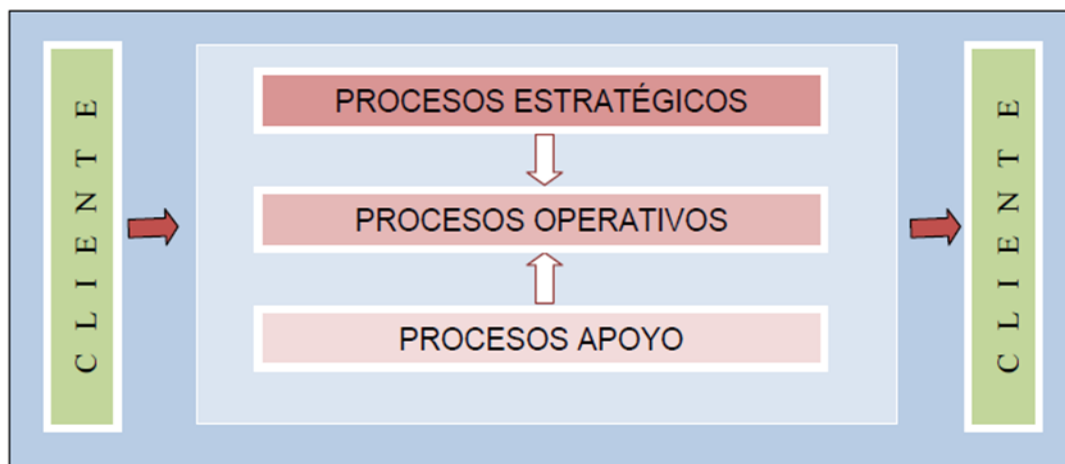 CLIENTE
PROCESOS ESTRATÉGICOS
PROCESOS OPERATIVOS
PROCESOS APOYO
CLIENTE